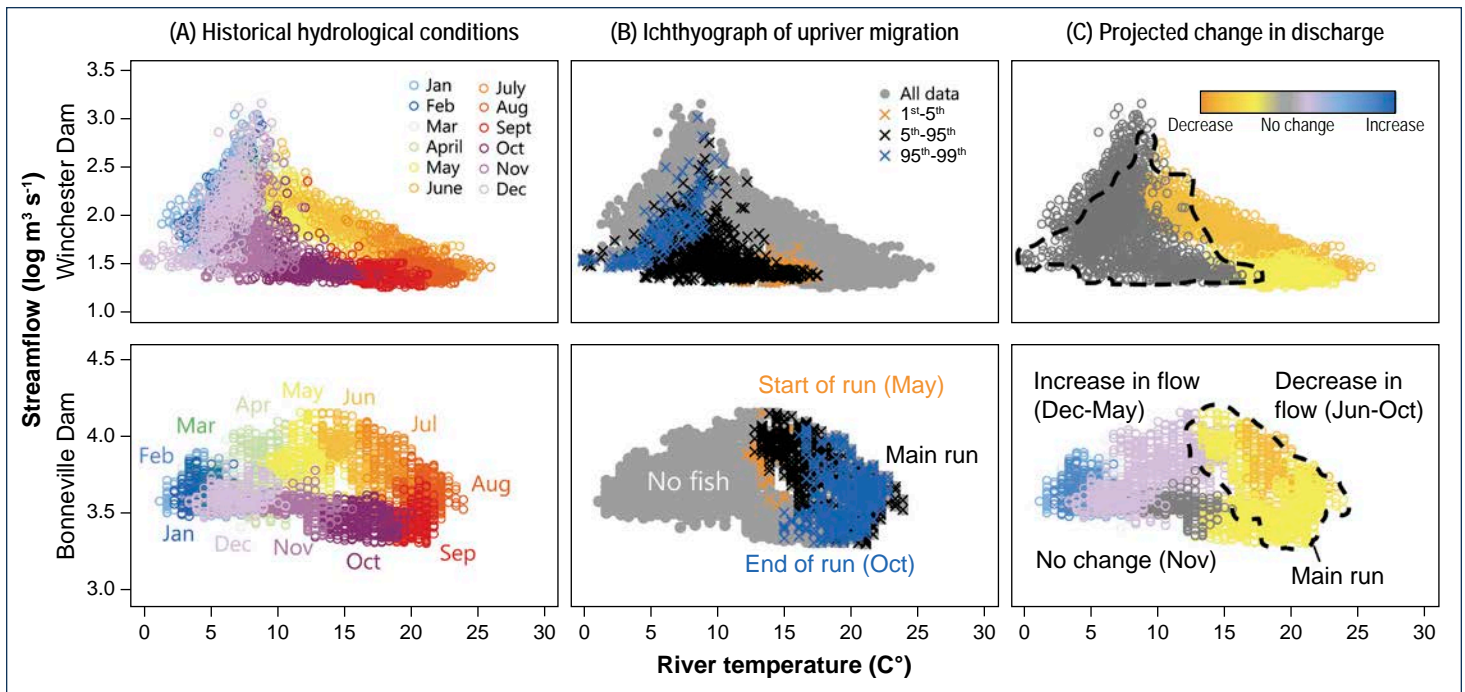 (A) Historical hydrological conditions
(B) Ichthyograph of upriver migration
(C) Projected change in discharge
Streamflow (log m³ s⁻¹)
Winchester Dam
3.5
3.0
2.5
2.0
1.5
1.0
Jan
Feb
Mar
April
May
June
July
Aug
Sept
Oct
Nov
Dec
All data
1st-5th
5th-95th
95th-99th
Decrease
No change
Increase
Bonneville Dam
4.5
4.0
3.5
3.0
May
Jun
Apr
Mar
Jul
Feb
Aug
Jan
Dec
Nov
Oct
Sep
Start of run (May)
No fish
Main run
End of run (Oct)
Increase in flow
(Dec-May)
Decrease in
flow (Jun-Oct)
No change (Nov)
Main run
0 5 10 15 20 25 30
0 5 10 15 20 25 30
0 5 10 15 20 25 30
River temperature (C°)